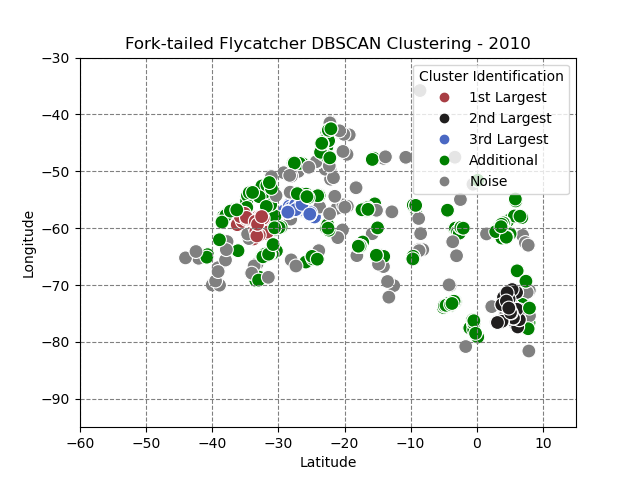 Fork-tailed Flycatcher DBSCAN Clustering - 2010
Cluster Identification
1st Largest
2nd Largest
3rd Largest
Additional
Noise
−30
−40
−50
−60
−70
−80
−90
Longitude
−60 −50 −40 −30 −20 −10 0 10
Latitude